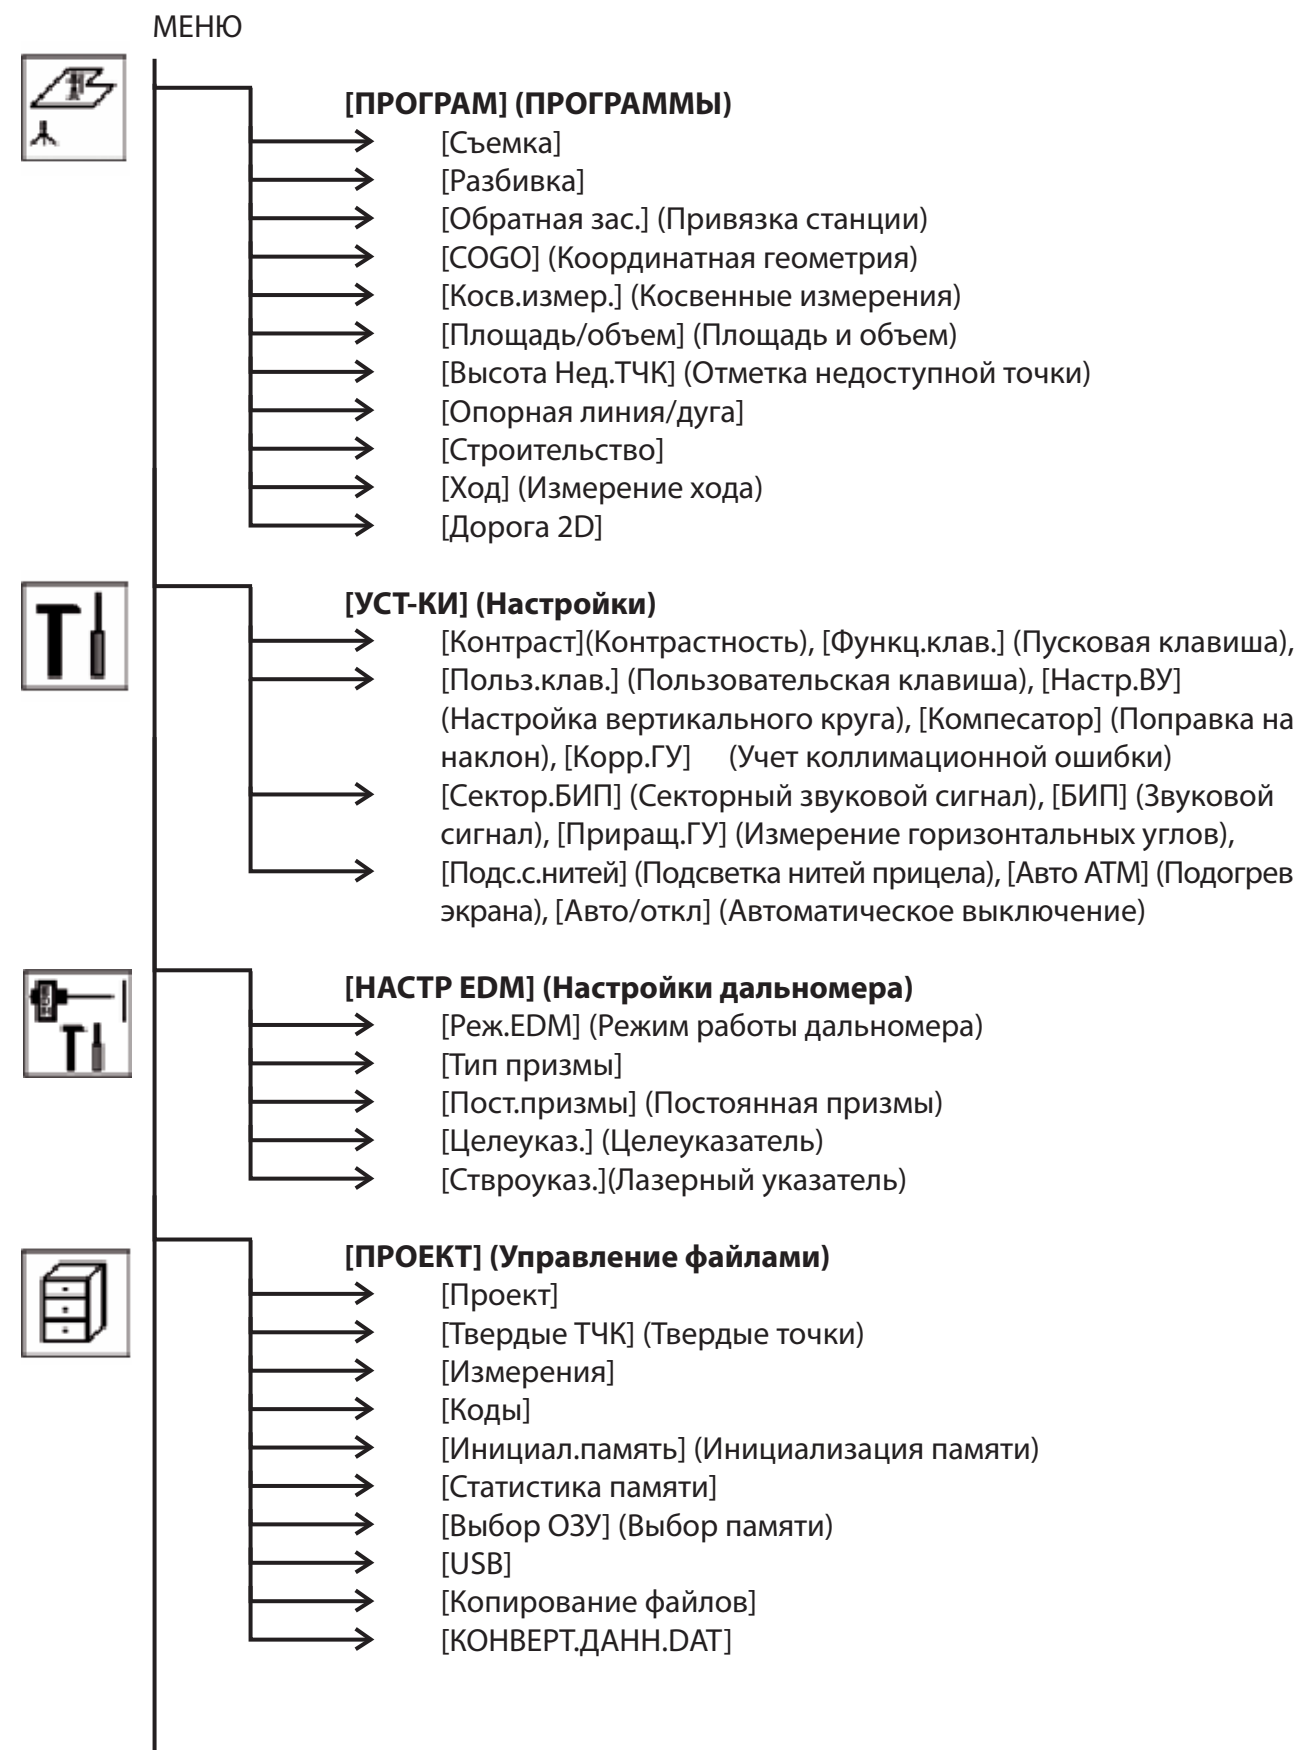 МЕНЮ
[ПРОГРАМ] (ПРОГРАММЫ)
[Съемка]
[Разбивка]
[Обратная зас.] (Привязка станции)
[COGO] (Координатная геометрия)
[Косв.измер.] (Косвенные измерения)
[Площадь/объем] (Площадь и объем)
[Высота Нед.ТЧК] (Отметка недоступной точки)
[Опорная линия/дуга]
[Строительство]
[Ход] (Измерение хода)
[Дорога 2D]
[УСТ-КИ] (Настройки)
[Контраст](Контрастность), [Функц.клав.] (Пусковая клавиша),
[Польз.клав.] (Пользовательская клавиша), [Настр.ВУ]
(Настройка вертикального круга), [Компесатор] (Поправка на
наклон), [Корр.ГУ] (Учет коллимационной ошибки)
[Сектор.БИП] (Секторный звуковой сигнал), [БИП] (Звуковой
сигнал), [Приращ.ГУ] (Измерение горизонтальных углов),
[Подс.с.нитей] (Подсветка нитей прицела), [Авто АТМ] (Подогрев
экрана), [Авто/откл] (Автоматическое выключение)
[НАСТР EDM] (Настройки дальномера)
[Реж.EDM] (Режим работы дальномера)
[Тип призмы]
[Пост.призмы] (Постоянная призмы)
[Целеуказ.] (Целеуказатель)
[Ствроуказ.](Лазерный указатель)
[ПРОЕКТ] (Управление файлами)
[Проект]
[Твердые ТЧК] (Твердые точки)
[Измерения]
[Коды]
[Инициал.память] (Инициализация памяти)
[Статистика памяти]
[Выбор ОЗУ] (Выбор памяти)
[USB]
[Копирование файлов]
[КОНВЕРТ.ДАНН.DAT]